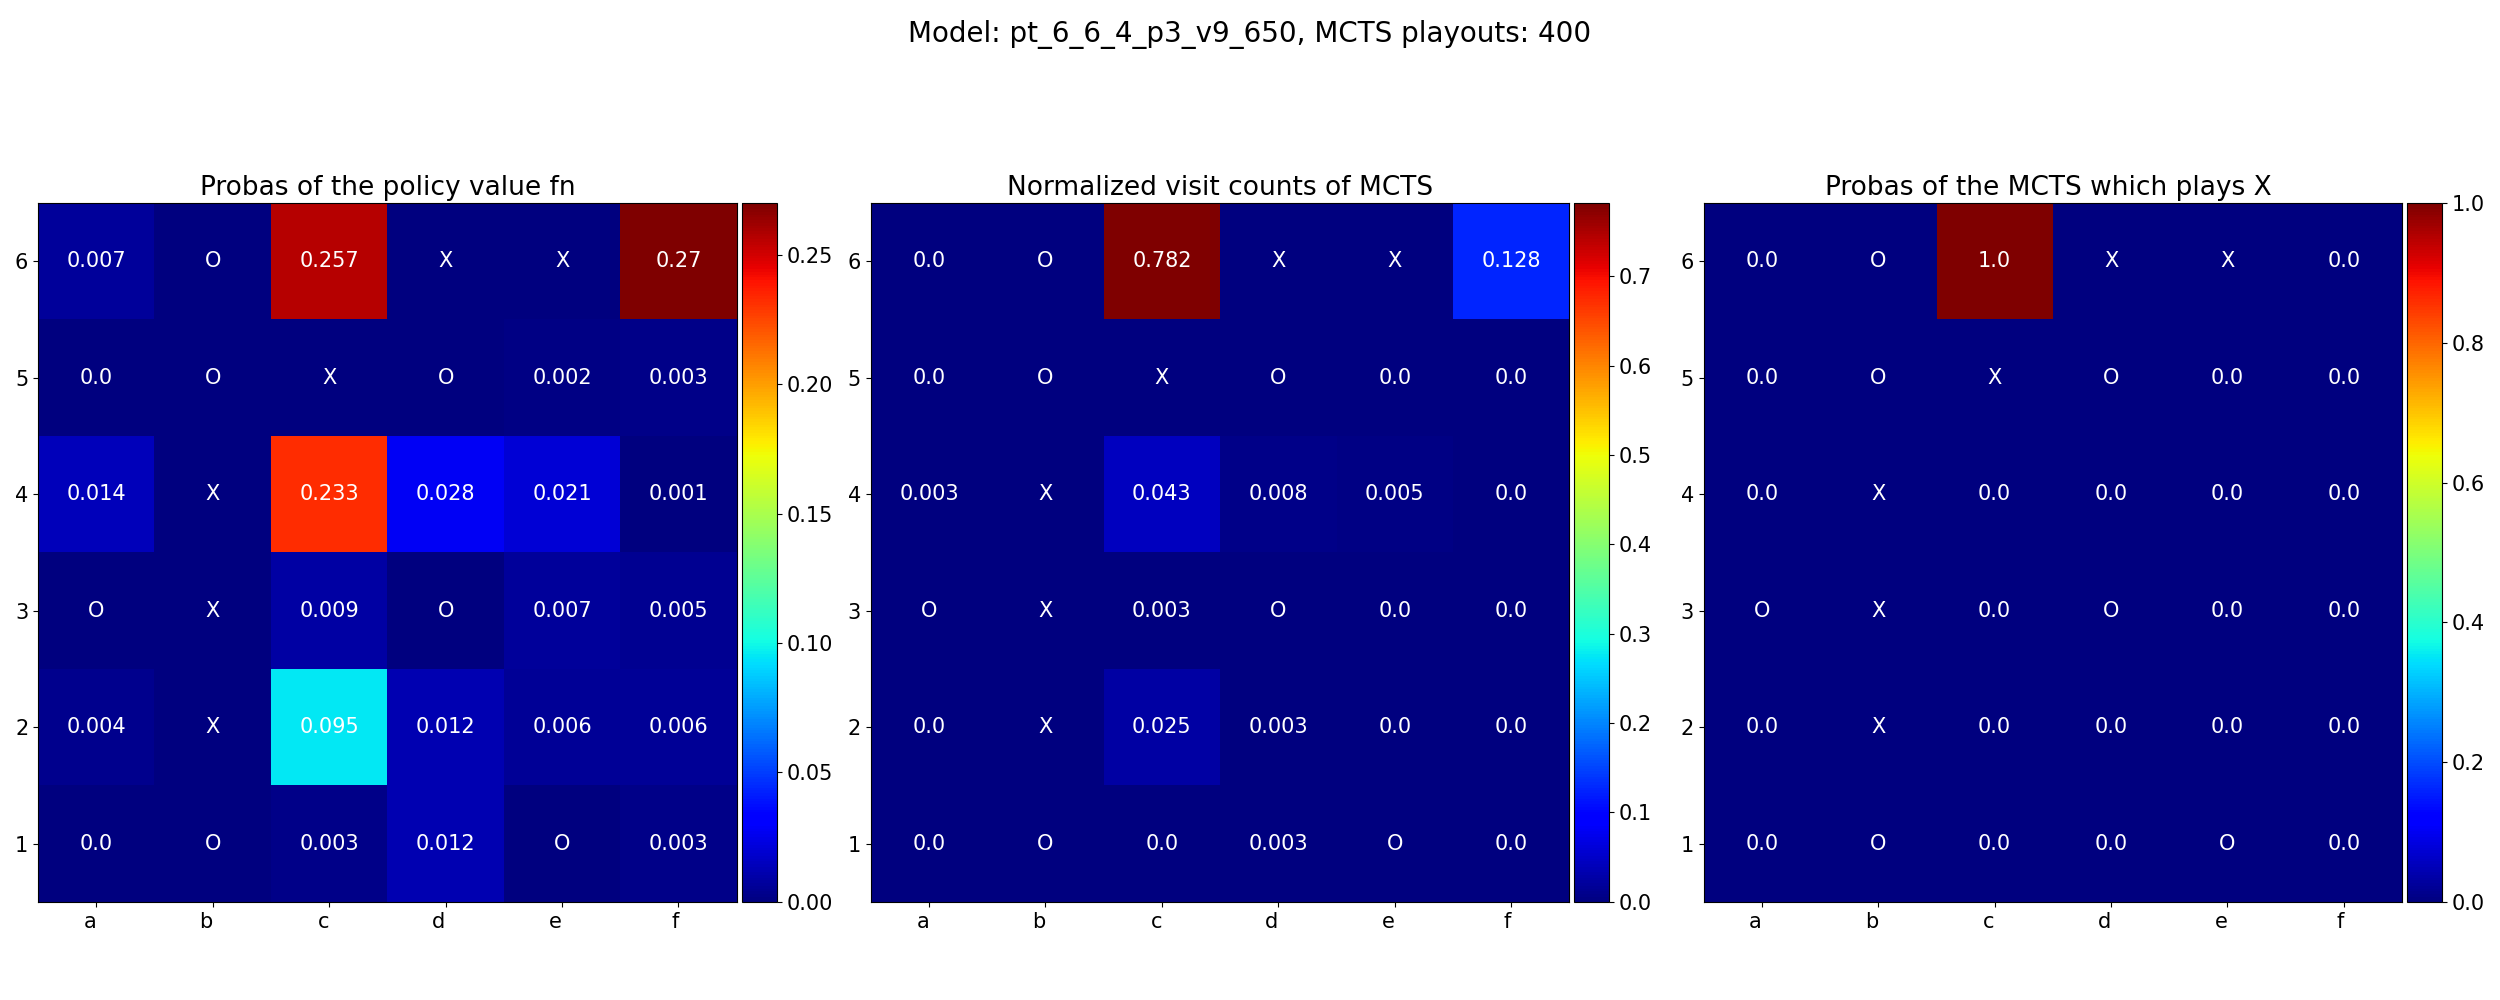 Model: pt_6_6_4_p3_v9_650, MCTS playouts: 400
Probas of the policy value fn
6 0.007 O 0.257 X X 0.27
5 0.0 O X O 0.002 0.003
4 0.014 X 0.233 0.028 0.021 0.001
3 O X 0.009 O 0.007 0.005
2 0.004 X 0.095 0.012 0.006 0.006
1 0.0 O 0.003 0.012 O 0.003
a b c d e f
0.25
0.20
0.15
0.10
0.05
0.00
Normalized visit counts of MCTS
6 0.0 O 0.782 X X 0.128
5 0.0 O X O 0.0 0.0
4 0.003 X 0.043 0.008 0.005 0.0
3 O X 0.003 O 0.0 0.0
2 0.0 X 0.025 0.003 0.0 0.0
1 0.0 O 0.0 0.003 O 0.0
a b c d e f
0.7
0.6
0.5
0.4
0.3
0.2
0.1
0.0
Probas of the MCTS which plays X
6 0.0 O 1.0 X X 0.0
5 0.0 O X O 0.0 0.0
4 0.0 X 0.0 0.0 0.0 0.0
3 O X 0.0 O 0.0 0.0
2 0.0 X 0.0 0.0 0.0 0.0
1 0.0 O 0.0 0.0 O 0.0
a b c d e f
1.0
0.8
0.6
0.4
0.2
0.0